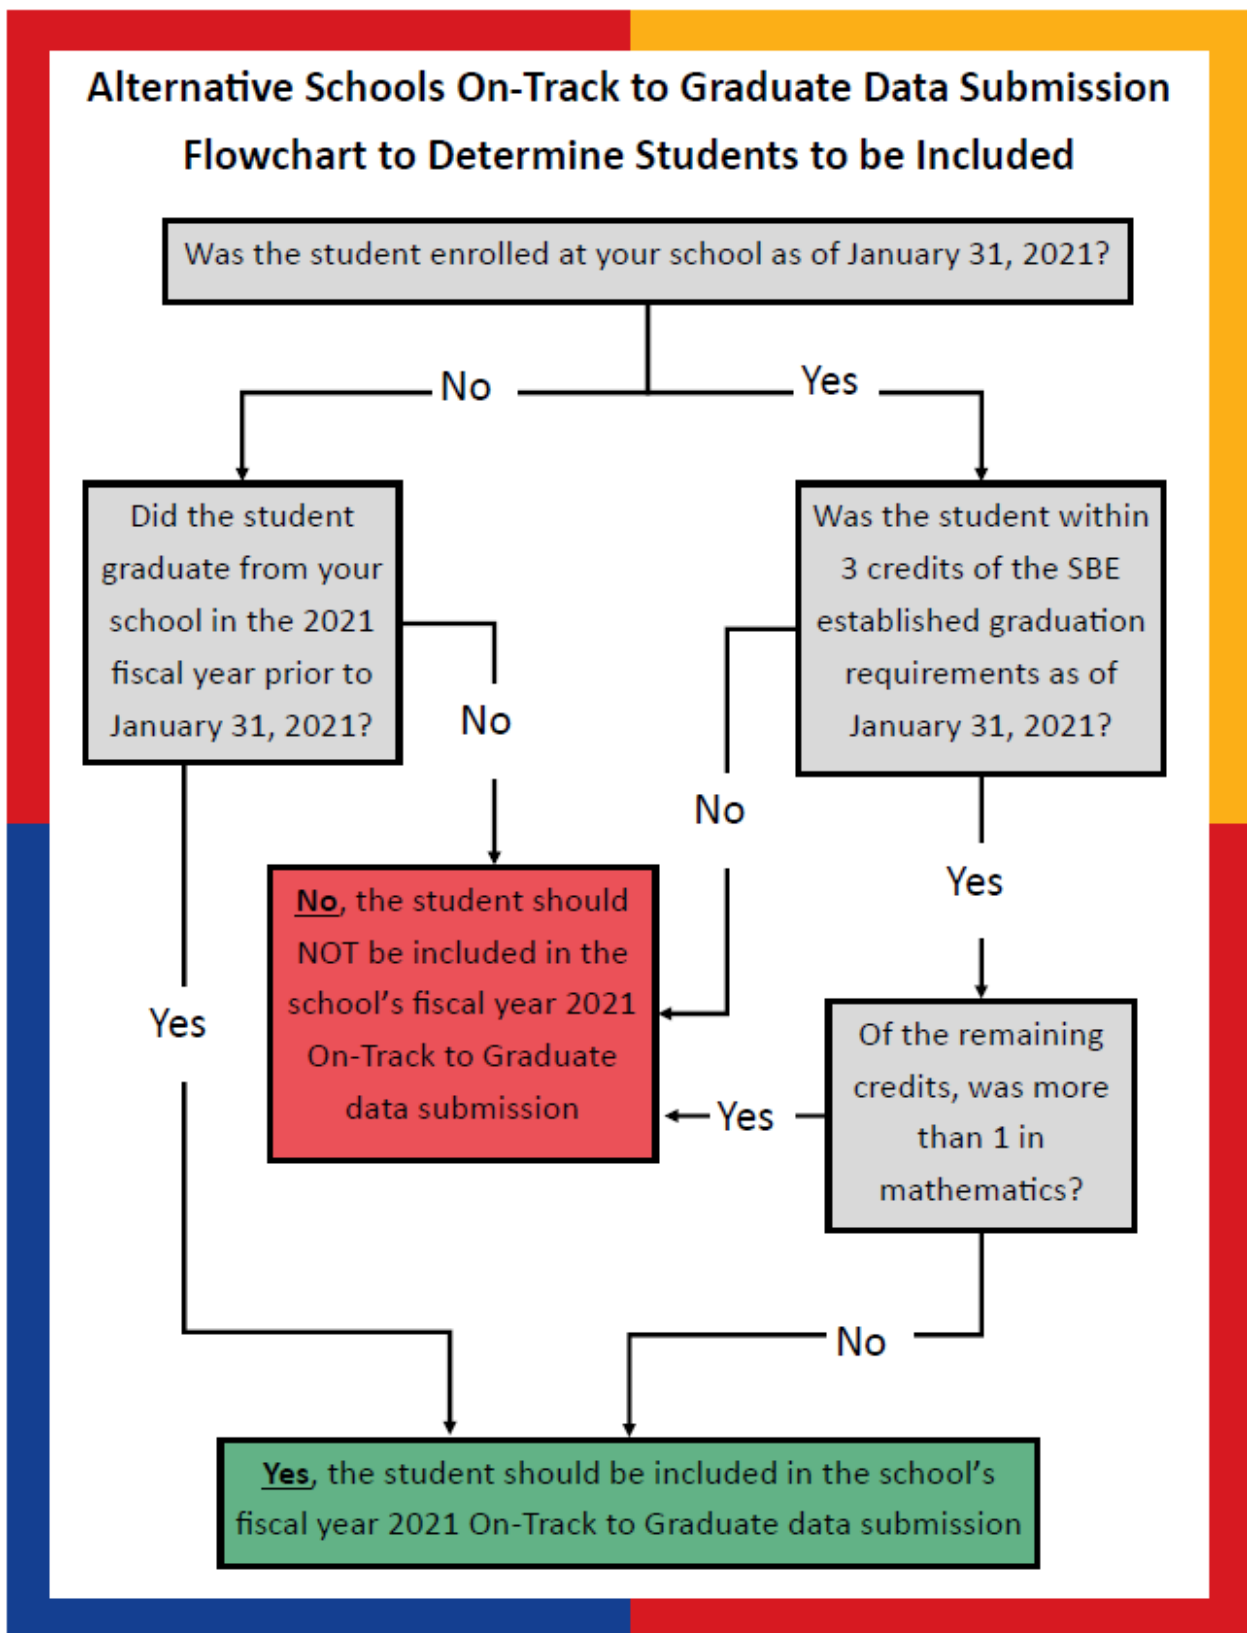 Alternative Schools On-Track to Graduate Data Submission
Flowchart to Determine Students to be Included
Was the student enrolled at your school as of January 31, 2021?
No
Yes
Did the student
graduate from your
school in the 2021
fiscal year prior to
January 31, 2021?
Was the student within
3 credits of the SBE
established graduation
requirements as of
January 31, 2021?
No
No
Yes
No, the student should
NOT be included in the
school’s fiscal year 2021
On-Track to Graduate
data submission
Yes
Of the remaining
credits, was more
than 1 in
mathematics?
Yes
No
Yes, the student should be included in the school’s
fiscal year 2021 On-Track to Graduate data submission